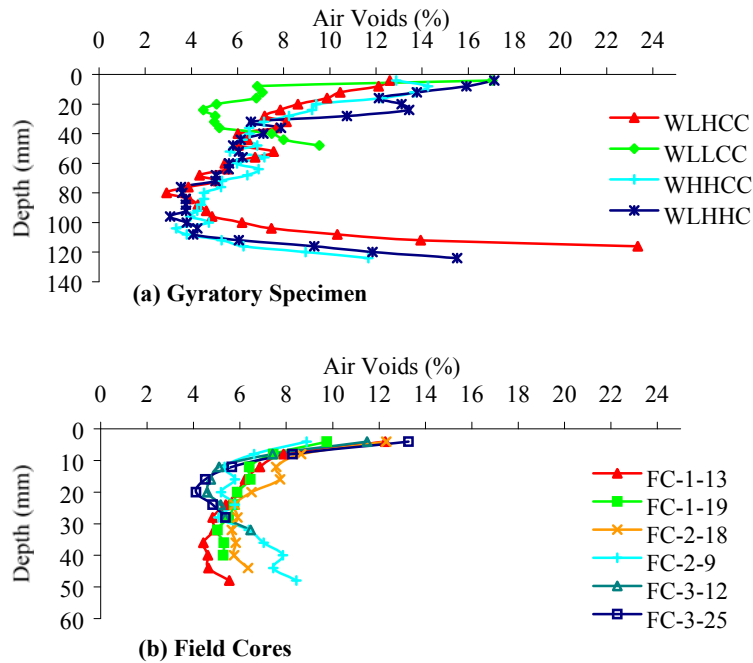 Air Voids (%)
0 2 4 6 8 10 12 14 16 18 20 22 24
Depth (mm)
0
20
40
60
80
100
120
140
WLHCC
WLLCC
WHHCC
WLHHC
(a) Gyratory Specimen
Air Voids (%)
0 2 4 6 8 10 12 14 16 18 20 22 24
Depth (mm)
0
10
20
30
40
50
60
FC-1-13
FC-1-19
FC-2-18
FC-2-9
FC-3-12
FC-3-25
(b) Field Cores